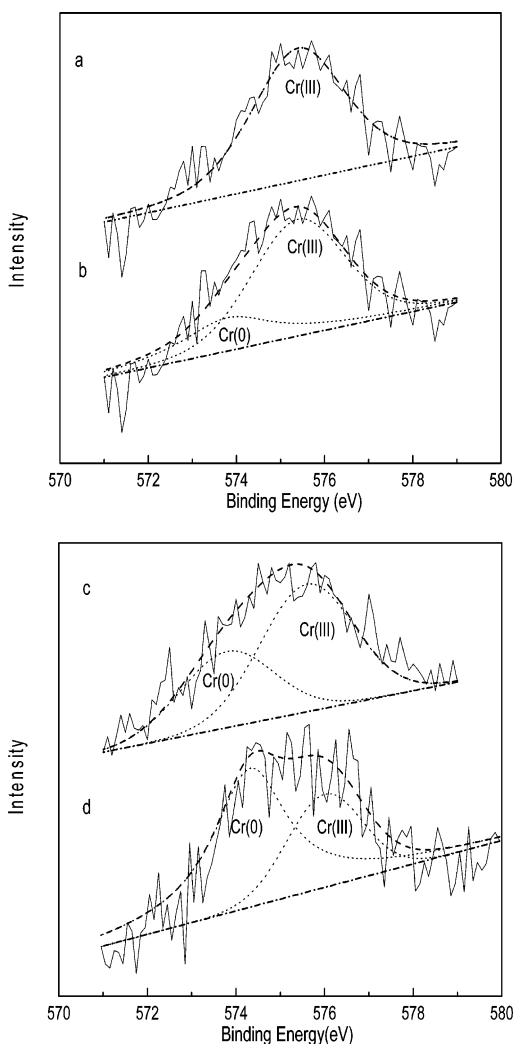 a
Cr(III)
Intensity
b
Cr(III)
Cr(0)
570 572 574 576 578 580
Binding Energy (eV)
c
Cr(III)
Cr(0)
Intensity
d
Cr(0) Cr(III)
570 572 574 576 578 580
Binding Energy(eV)